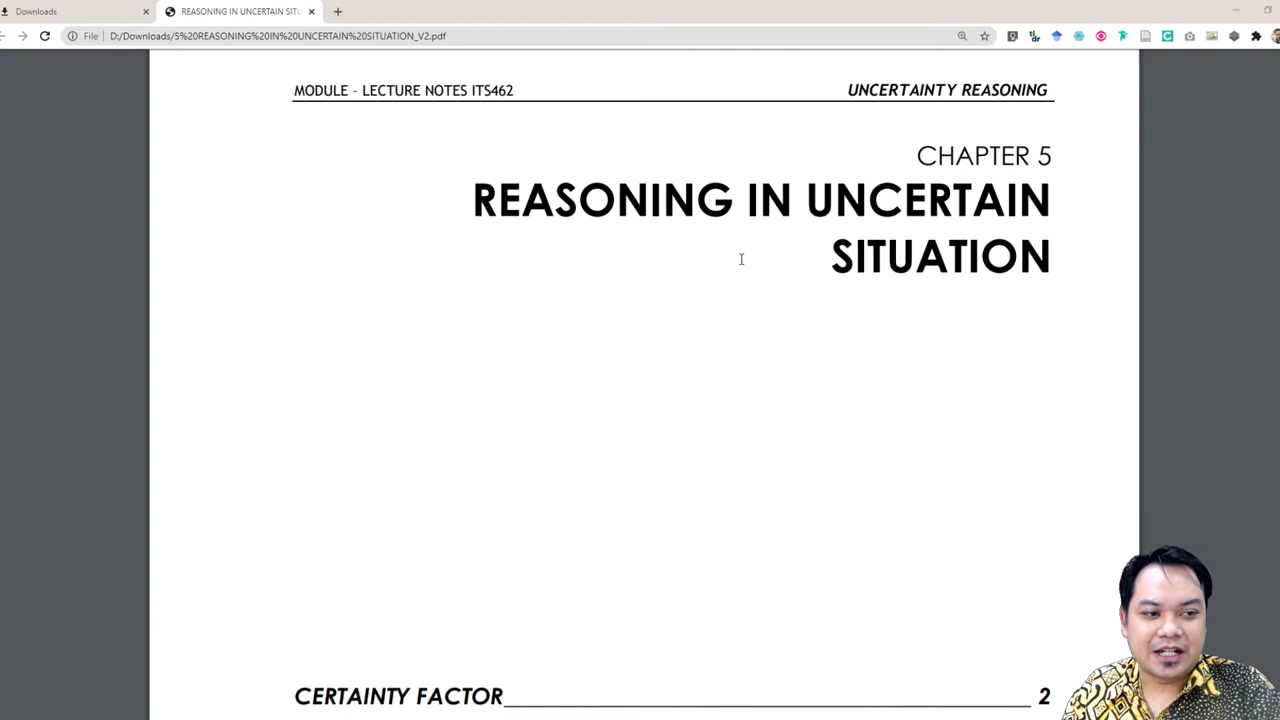 Downloads
REASONING IN UNCERTAIN SITU
File D:/Downloads/5%20REASONING%20IN%20UNCERTAIN%20SITUATION_V2.pdf
MODULE - LECTURE NOTES ITS462 UNCERTAINTY REASONING
CHAPTER 5
REASONING IN UNCERTAIN
SITUATION
CERTAINTY FACTOR 2